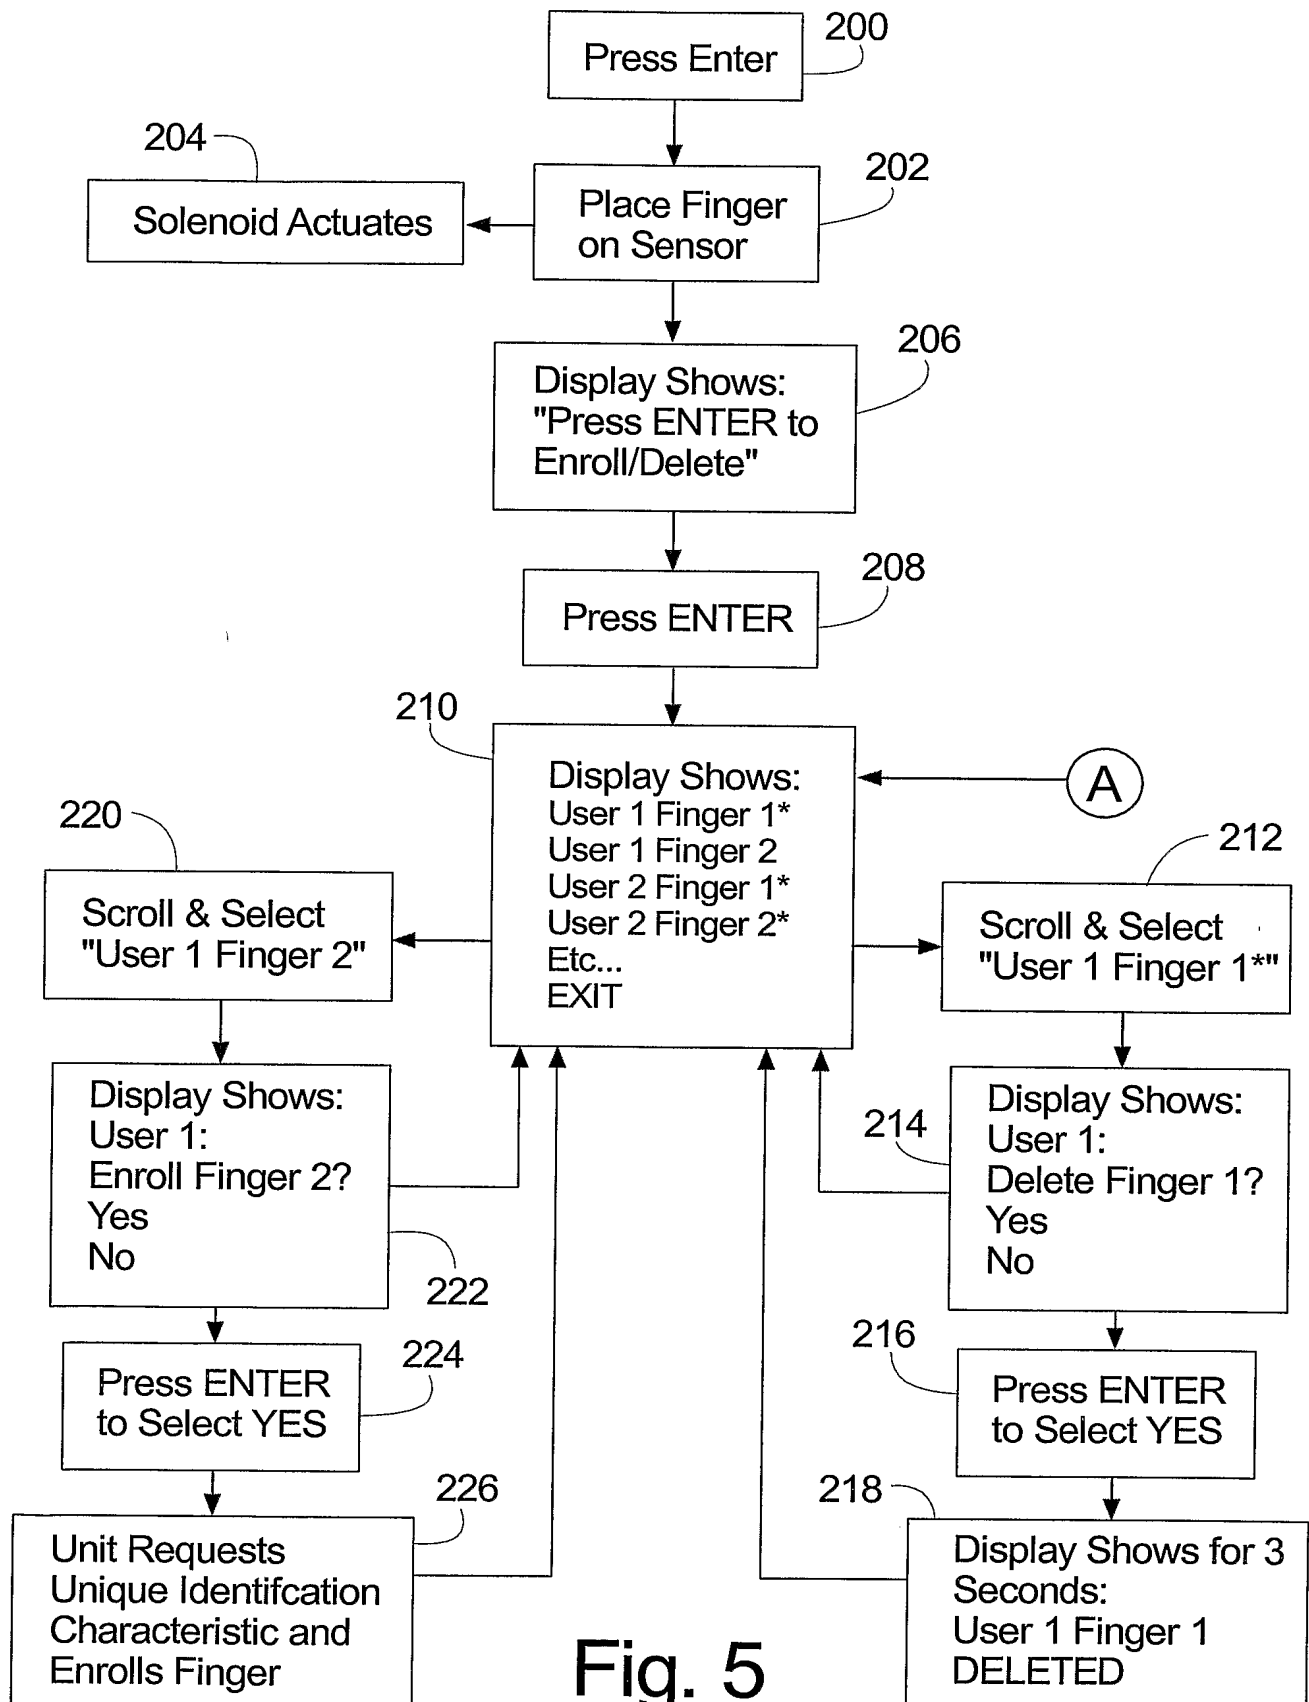 200
Press Enter
204
202
Solenoid Actuates
Place Finger
on Sensor
206
Display Shows:
"Press ENTER to
Enroll/Delete"
208
Press ENTER
210
Display Shows:
User 1 Finger 1*
User 1 Finger 2
User 2 Finger 1*
User 2 Finger 2*
Etc...
EXIT
A
220
Scroll & Select
"User 1 Finger 2"
212
Scroll & Select
"User 1 Finger 1*"
Display Shows:
User 1:
Enroll Finger 2?
Yes
No
222
214
Display Shows:
User 1:
Delete Finger 1?
Yes
No
224
Press ENTER
to Select YES
216
Press ENTER
to Select YES
226
Unit Requests
Unique Identifcation
Characteristic and
Enrolls Finger
218
Display Shows for 3
Seconds:
User 1 Finger 1
DELETED
Fig. 5